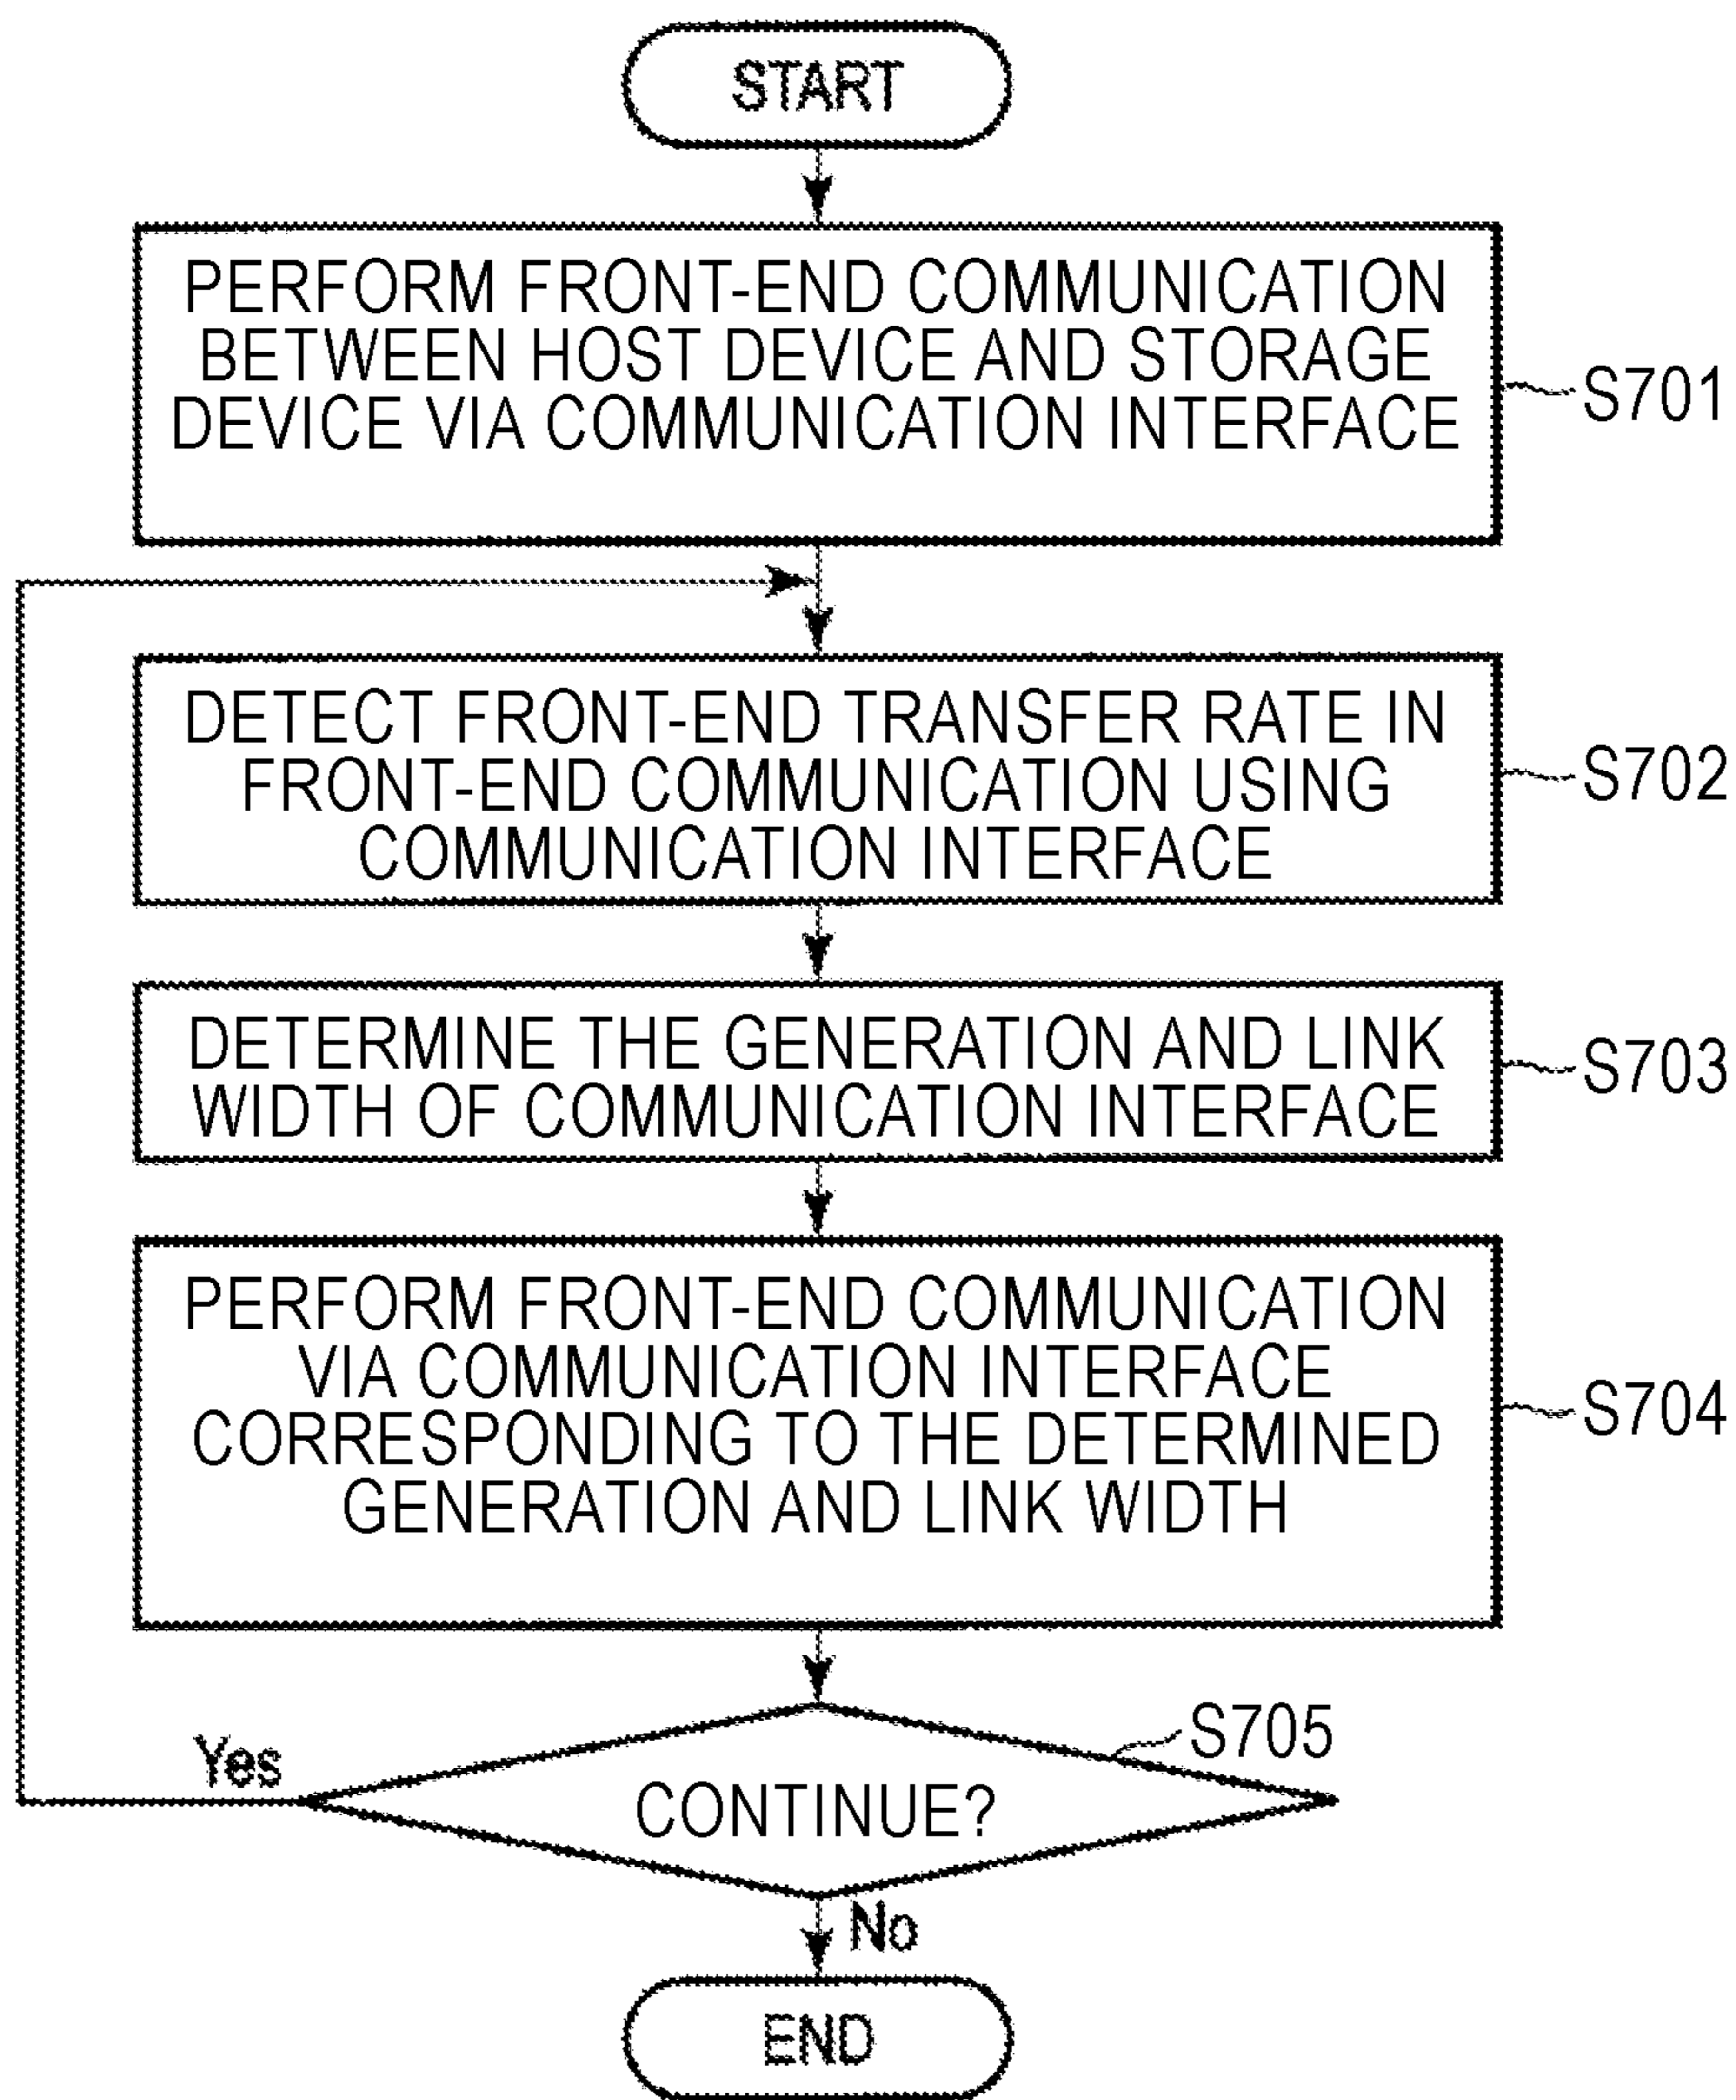 START
PERFORM FRONT-END COMMUNICATION
BETWEEN HOST DEVICE AND STORAGE
DEVICE VIA COMMUNICATION INTERFACE
S701
DETECT FRONT-END TRANSFER RATE IN
FRONT-END COMMUNICATION USING
COMMUNICATION INTERFACE
S702
DETERMINE THE GENERATION AND LINK
WIDTH OF COMMUNICATION INTERFACE
S703
PERFORM FRONT-END COMMUNICATION
VIA COMMUNICATION INTERFACE
CORRESPONDING TO THE DETERMINED
GENERATION AND LINK WIDTH
S704
S705
Yes
CONTINUE?
No
END